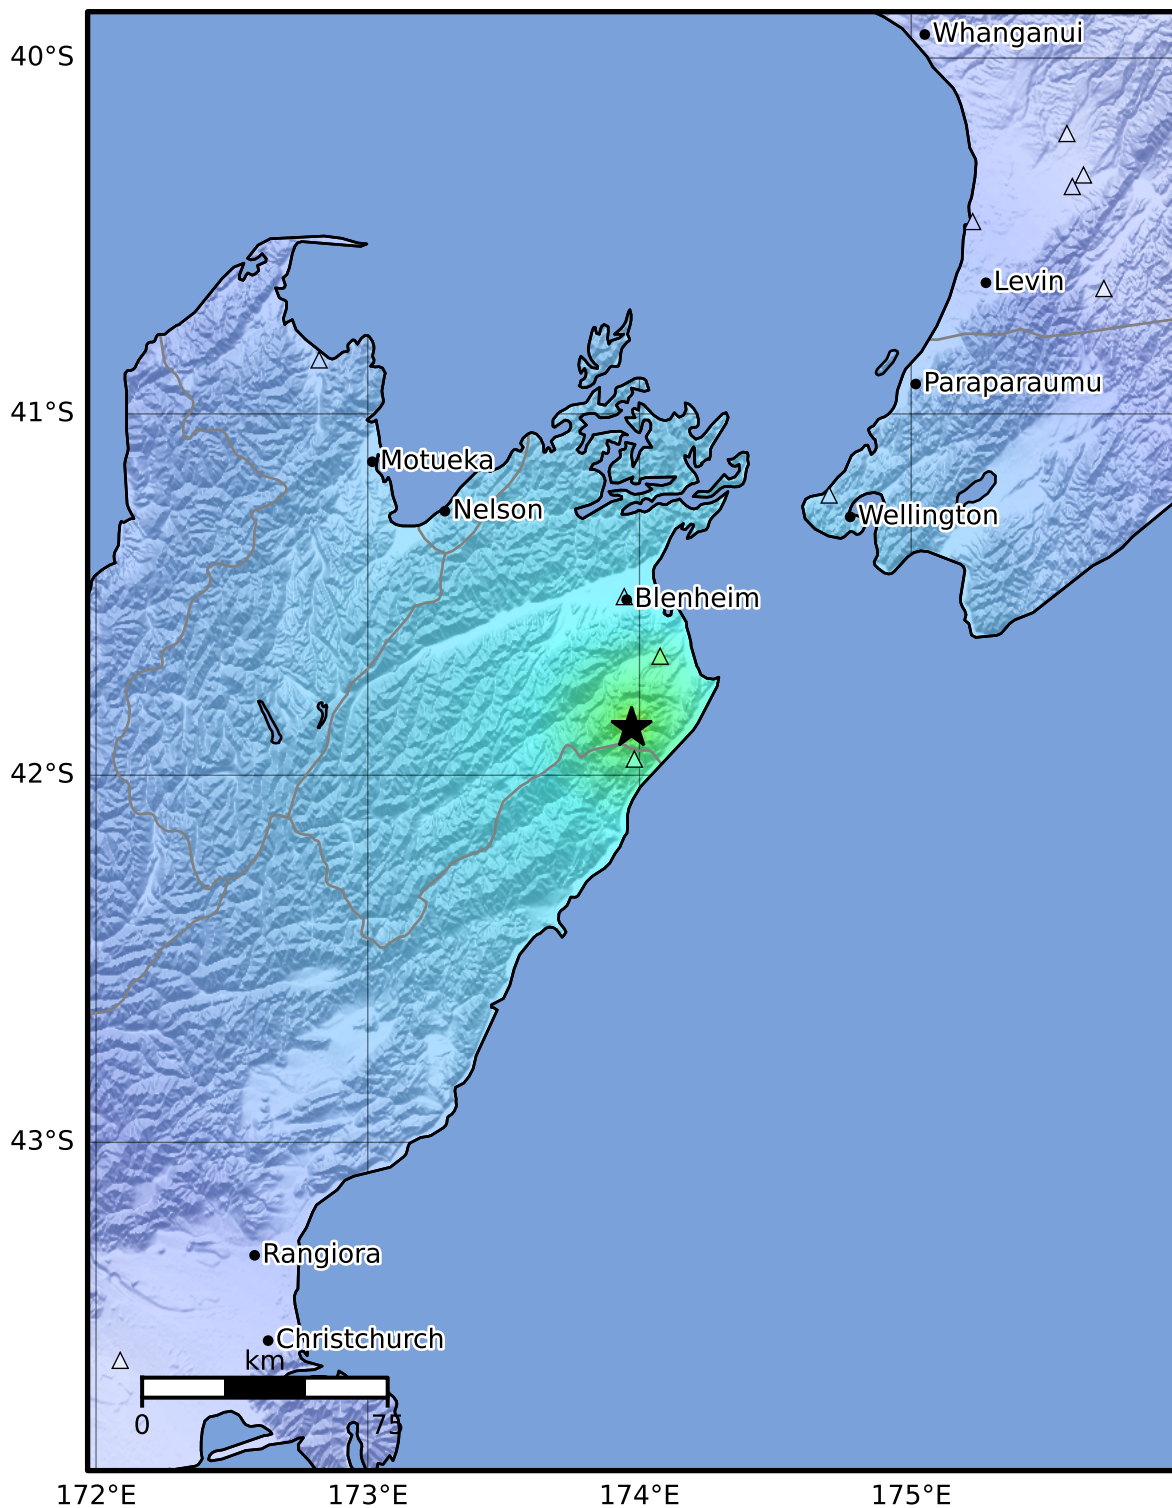 Whanganui
40°S
Levin
Paraparaumu
41°S
Motueka
Nelson
Wellington
Blenheim
42°S
43°S
Rangiora
Christchurch
km
0 75
172°E 173°E 174°E 175°E